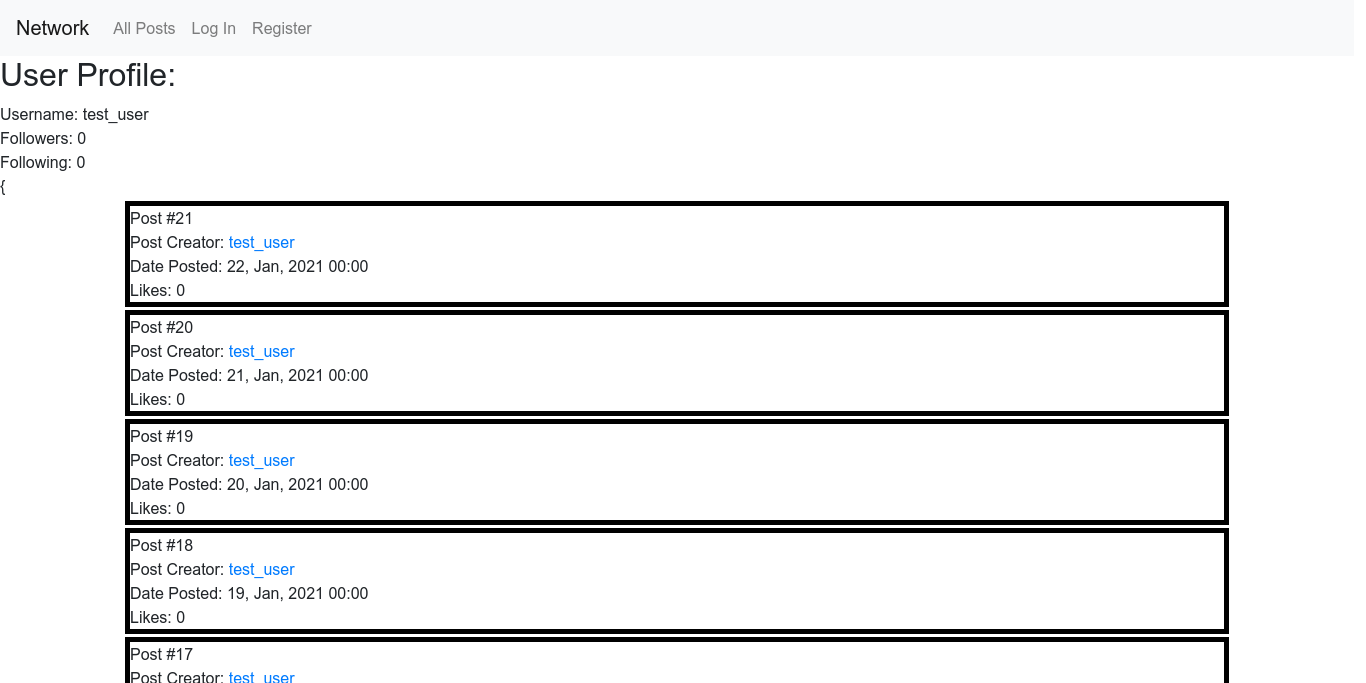 Network All Posts Log In Register
User Profile:
Username: test_user
Followers: 0
Following: 0
{
Post #21
Post Creator: test_user
Date Posted: 22, Jan, 2021 00:00
Likes: 0
Post #20
Post Creator: test_user
Date Posted: 21, Jan, 2021 00:00
Likes: 0
Post #19
Post Creator: test_user
Date Posted: 20, Jan, 2021 00:00
Likes: 0
Post #18
Post Creator: test_user
Date Posted: 19, Jan, 2021 00:00
Likes: 0
Post #17
Post Creator: test_user